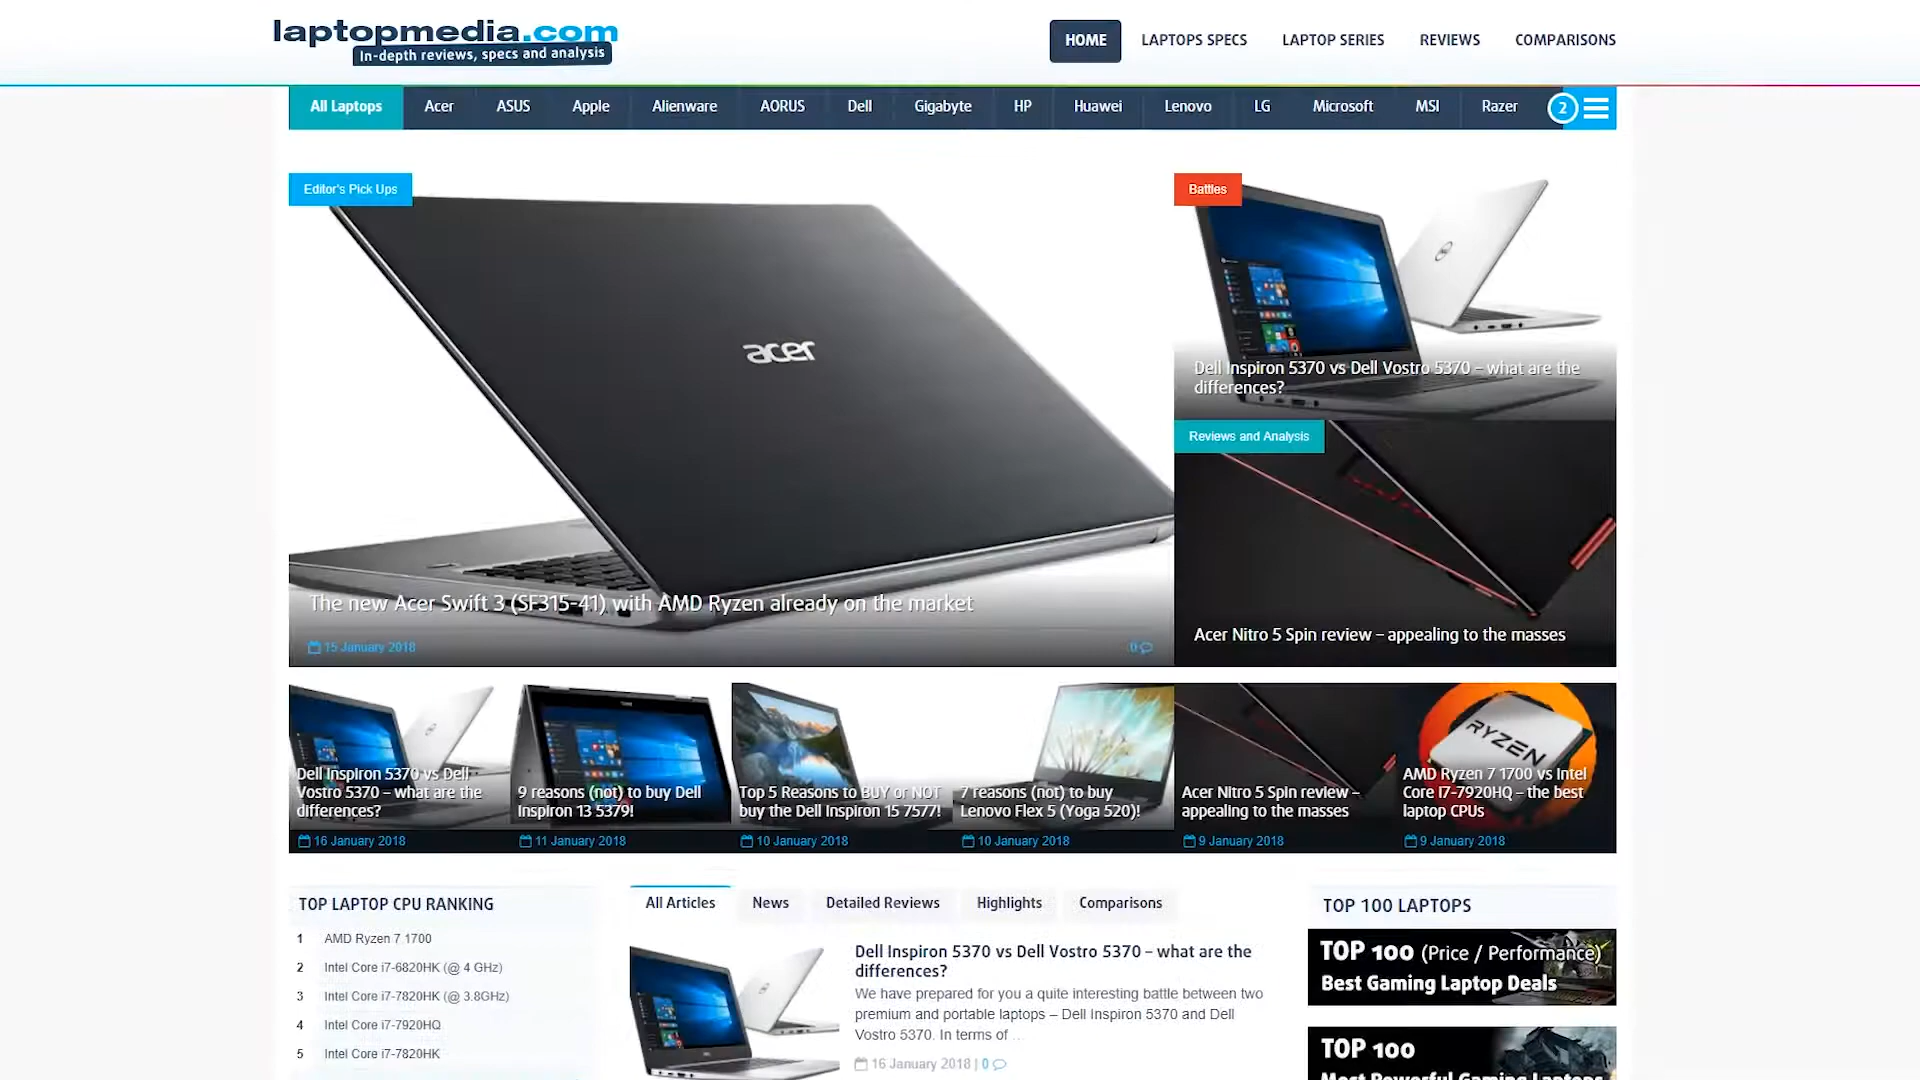 laptopmedia.com
In-depth reviews, specs and analysis
HOME
LAPTOPS SPECS
LAPTOP SERIES
REVIEWS
COMPARISONS
All Laptops
Acer
ASUS
Apple
Alienware
AORUS
Dell
Gigabyte
HP
Huawei
Lenovo
LG
Microsoft
MSI
Razer
2
Editor's Pick Ups
acer
The new Acer Swift 3 (SF315-41) with AMD Ryzen already on the market
15 January 2018
0
Battles
Dell Inspiron 5370 vs Dell Vostro 5370 – what are the
differences?
Reviews and Analysis
Acer Nitro 5 Spin review – appealing to the masses
Dell Inspiron 5370 vs Dell
Vostro 5370 – what are the
differences?
16 January 2018
9 reasons (not) to buy Dell
Inspiron 13 5379!
11 January 2018
Top 5 Reasons to BUY or NOT
buy the Dell Inspiron 15 7577!
10 January 2018
7 reasons (not) to buy
Lenovo Flex 5 (Yoga 520)!
10 January 2018
Acer Nitro 5 Spin review –
appealing to the masses
9 January 2018
RYZEN
AMD Ryzen 7 1700 vs Intel
Core i7-7920HQ – the best
laptop CPUs
9 January 2018
TOP LAPTOP CPU RANKING
1 AMD Ryzen 7 1700
2 Intel Core i7-6820HK (@ 4 GHz)
3 Intel Core i7-7820HK (@ 3.8GHz)
4 Intel Core i7-7920HQ
5 Intel Core i7-7820HK
All Articles
News
Detailed Reviews
Highlights
Comparisons
Dell Inspiron 5370 vs Dell Vostro 5370 – what are the
differences?
We have prepared for you a quite interesting battle between two
premium and portable laptops – Dell Inspiron 5370 and Dell
Vostro 5370. In terms of ...
16 January 2018 | 0
TOP 100 LAPTOPS
TOP 100 (Price / Performance)
Best Gaming Laptop Deals
TOP 100
Most Powerful Gaming Laptops